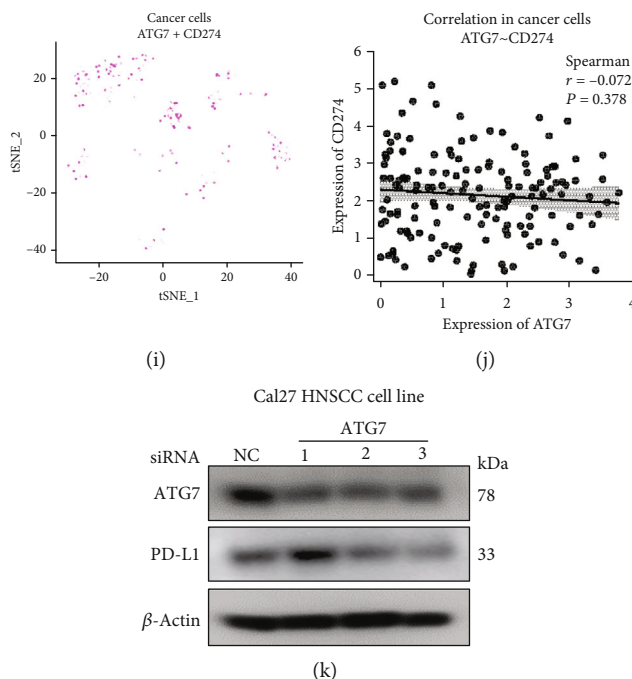 Cancer cells
ATG7 + CD274
tSNE_2
20
0
−20
−40
−20
0
20
40
tSNE_1
(i)
Correlation in cancer cells
ATG7~CD274
Spearman
r = −0.072
P = 0.378
Expression of CD274
6
5
4
3
2
1
0
0
1
2
3
4
Expression of ATG7
(j)
Cal27 HNSCC cell line
ATG7
siRNA NC 1 2 3 kDa
ATG7 78
PD-L1 33
β-Actin
(k)